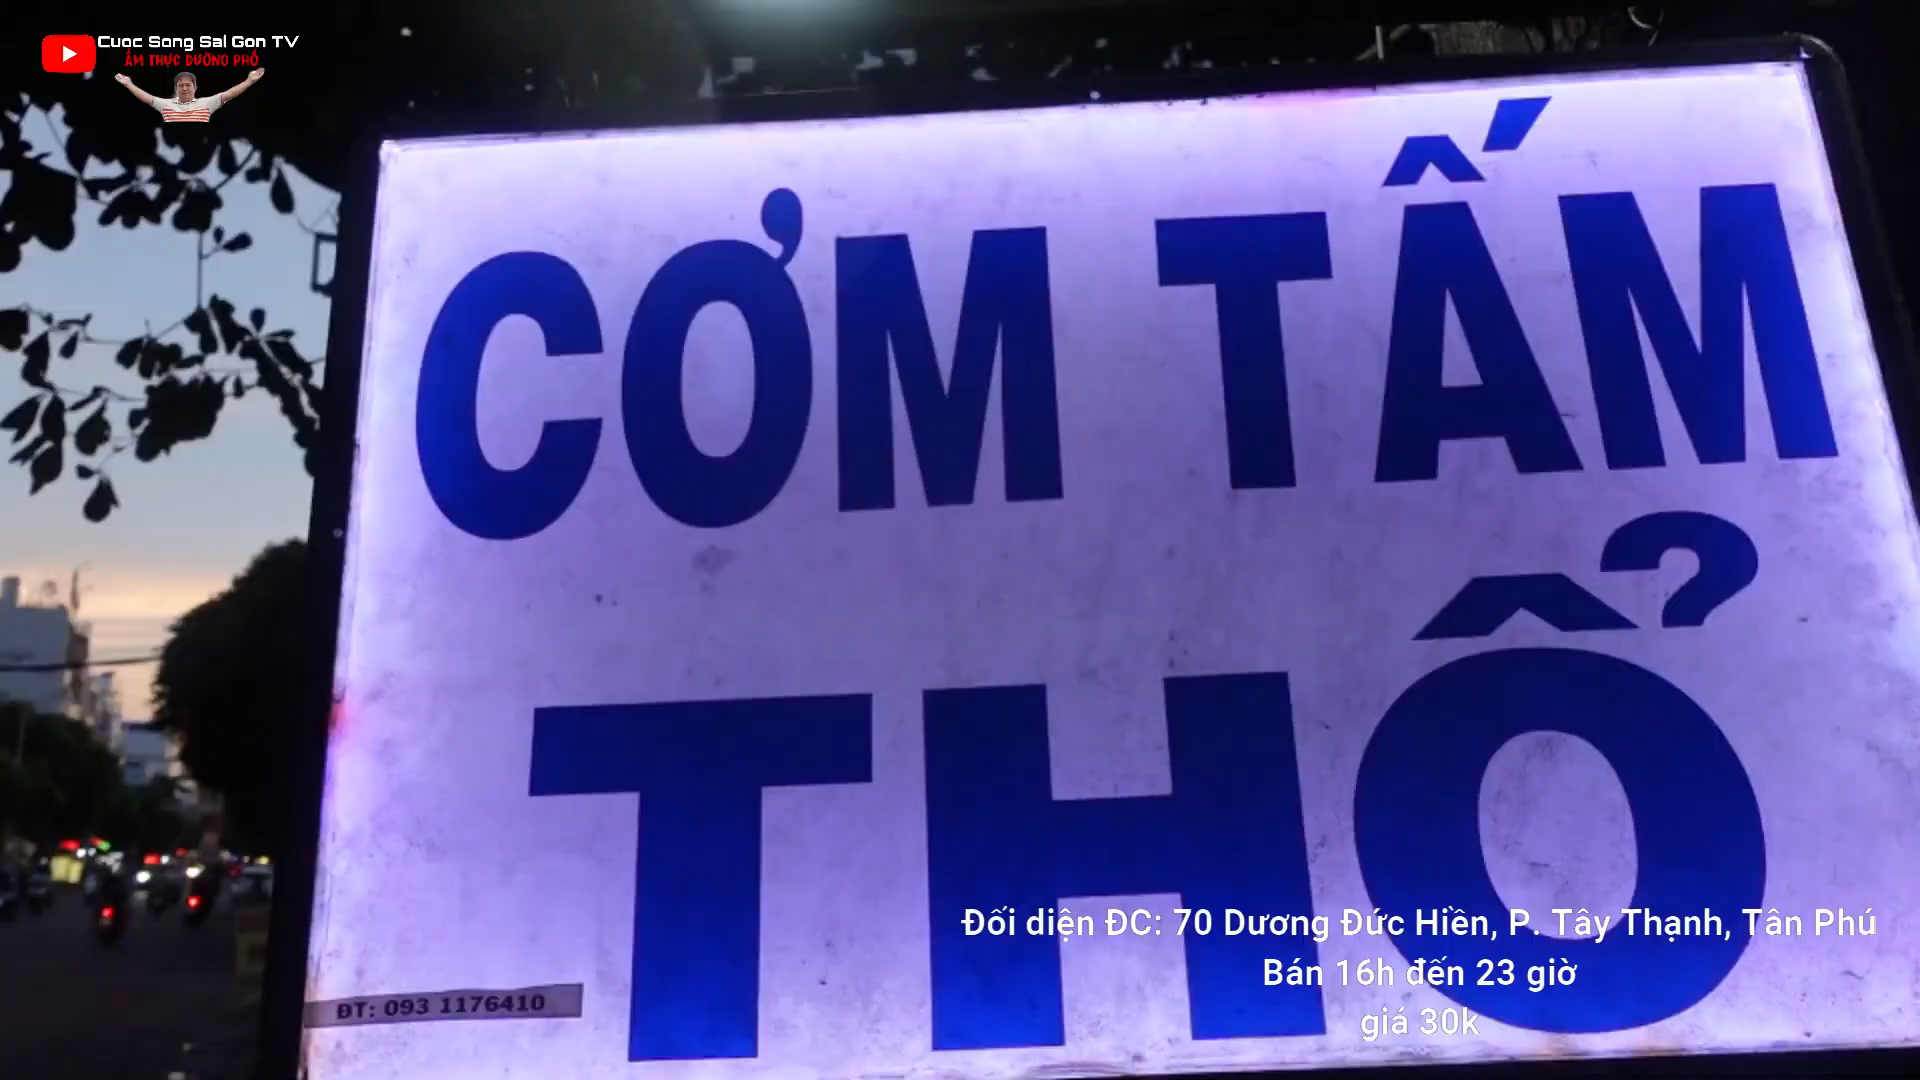 Cuoc Song Sai Gon TV
ẨM THỰC ĐƯỜNG PHỐ
CƠM TẤM
THỔ
Đối diện ĐC: 70 Dương Đức Hiền, P. Tây Thạnh, Tân Phú
Bán 16h đến 23 giờ
giá 30k
ĐT: 093 1176410